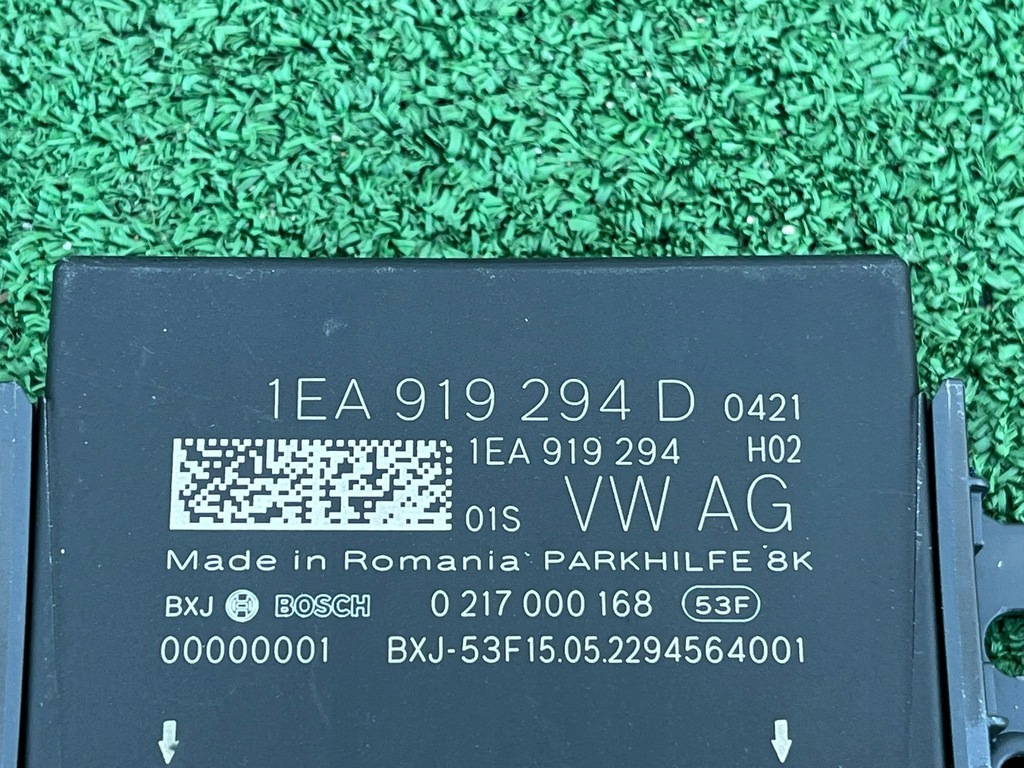 1EA 919 294 D 0421
1EA 919 294 H02
01S VW AG
Made in Romania PARKHILFE 8K
BXJ BOSCH 0 217 000 168 53F
00000001 BXJ-53F15.05.2294564001